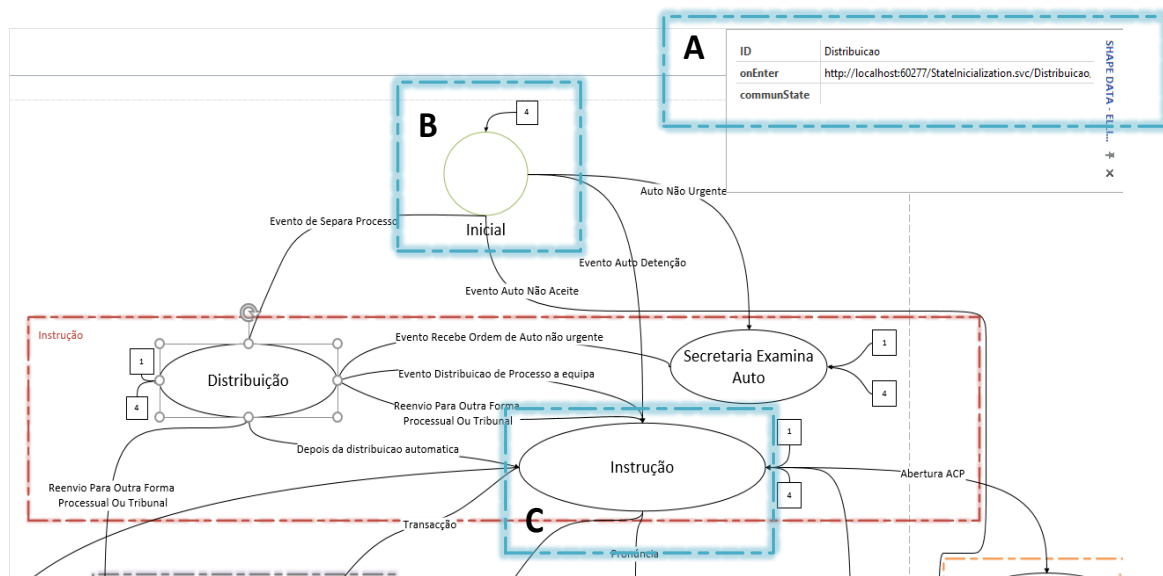 A
ID Distribuicao
onEnter http://localhost:60277/StateInicialization.svc/Distribuicao,
communState
SHAPE DATA - ELLI...
B
4
Inicial
Auto Não Urgente
Evento de Separa Processo
Evento Auto Detenção
Evento Auto Não Aceite
Instrução
Evento Recebe Ordem de Auto não urgente
1
4
Distribuição
Secretaria Examina
Auto
1
4
Evento Distribuicao de Processo a equipa
Reenvio Para Outra Forma
Processual Ou Tribunal
Depois da distribuicao automatica
Instrução
1
4
Abertura ACP
Reenvio Para Outra Forma
Processual Ou Tribunal
Transacção
C
Pronúncia